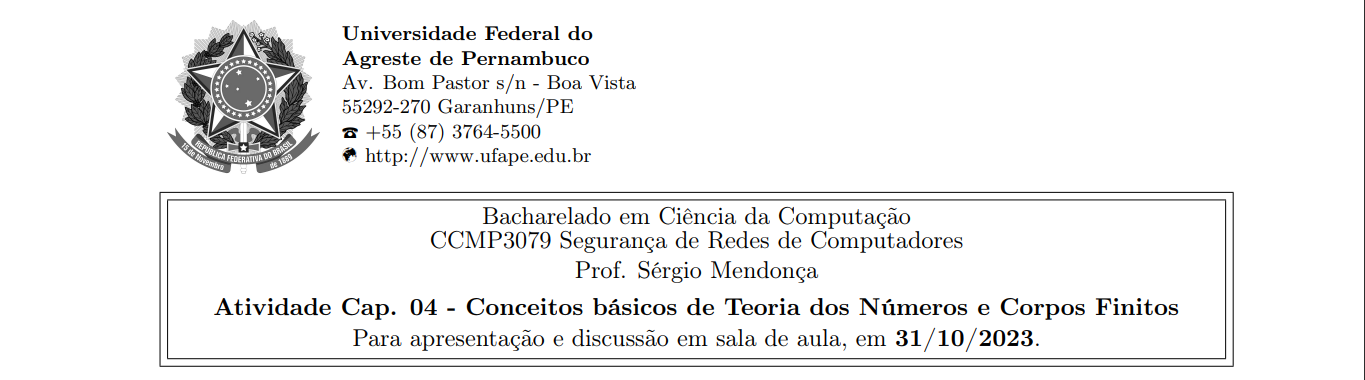 Universidade Federal do
Agreste de Pernambuco
Av. Bom Pastor s/n - Boa Vista
55292-270 Garanhuns/PE
☎ +55 (87) 3764-5500
http://www.ufape.edu.br
REPÚBLICA FEDERATIVA DO BRASIL
15 de Novembro
de 1889
Bacharelado em Ciência da Computação
CCMP3079 Segurança de Redes de Computadores
Prof. Sérgio Mendonça
Atividade Cap. 04 - Conceitos básicos de Teoria dos Números e Corpos Finitos
Para apresentação e discussão em sala de aula, em 31/10/2023.